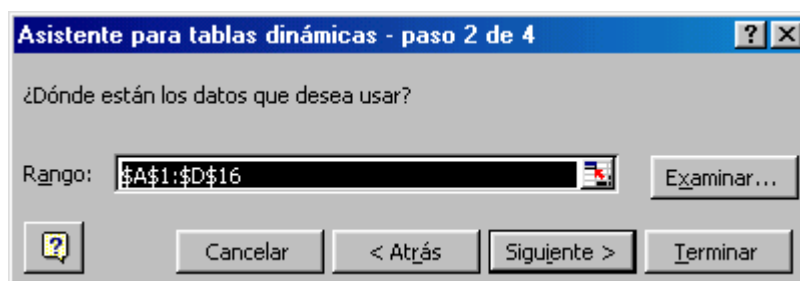 Asistente para tablas dinámicas - paso 2 de 4
¿Dónde están los datos que desea usar?
Rango: $A$1:$D$16 Examinar...
Cancelar < Atrás Siguiente > Terminar